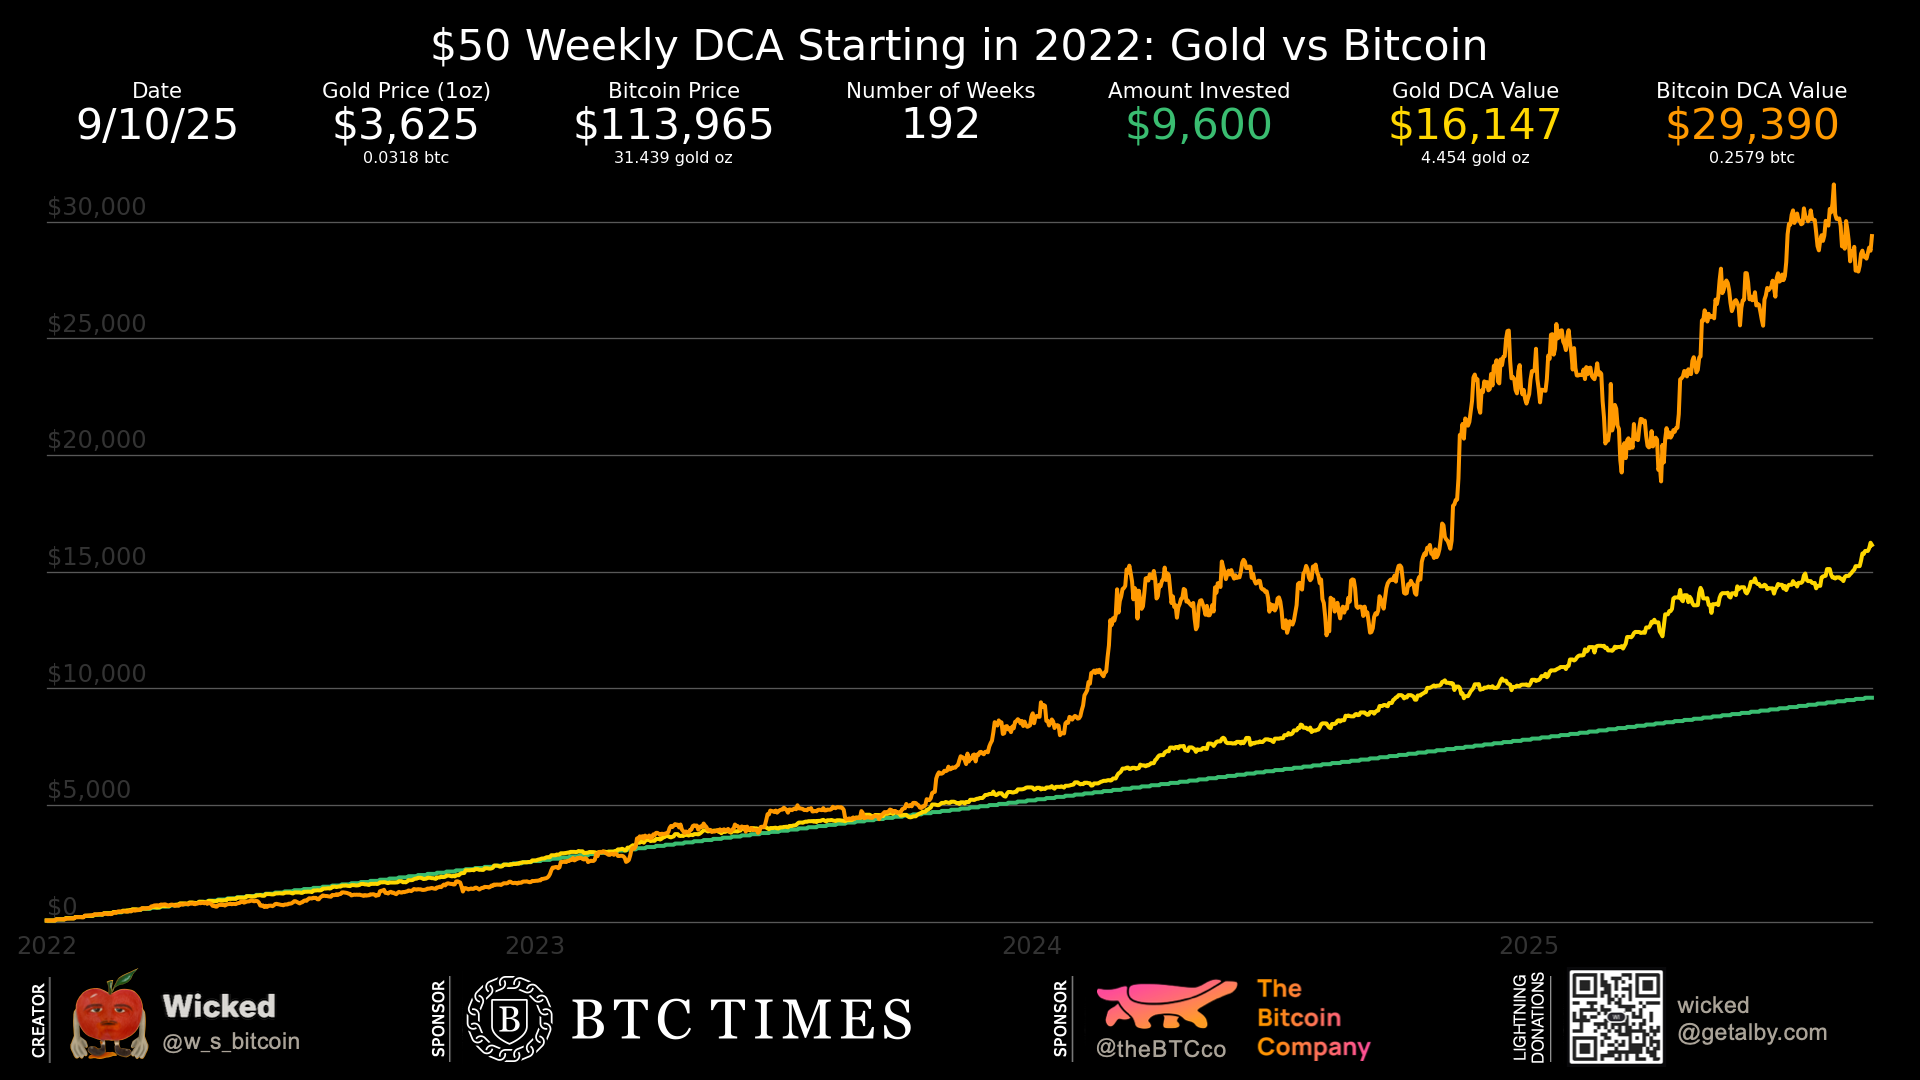 $50 Weekly DCA Starting in 2022: Gold vs Bitcoin
Date
9/10/25
Gold Price (1oz)
$3,625
0.0318 btc
Bitcoin Price
$113,965
31.439 gold oz
Number of Weeks
192
Amount Invested
$9,600
Gold DCA Value
$16,147
4.454 gold oz
Bitcoin DCA Value
$29,390
0.2579 btc
$30,000
$25,000
$20,000
$15,000
$10,000
$5,000
$0
2022
2023
2024
2025
CREATOR
Wicked
@w_s_bitcoin
SPONSOR
B
BTC TIMES
SPONSOR
@theBTCco
The
Bitcoin
Company
LIGHTNING
DONATIONS
wicked
@getalby.com